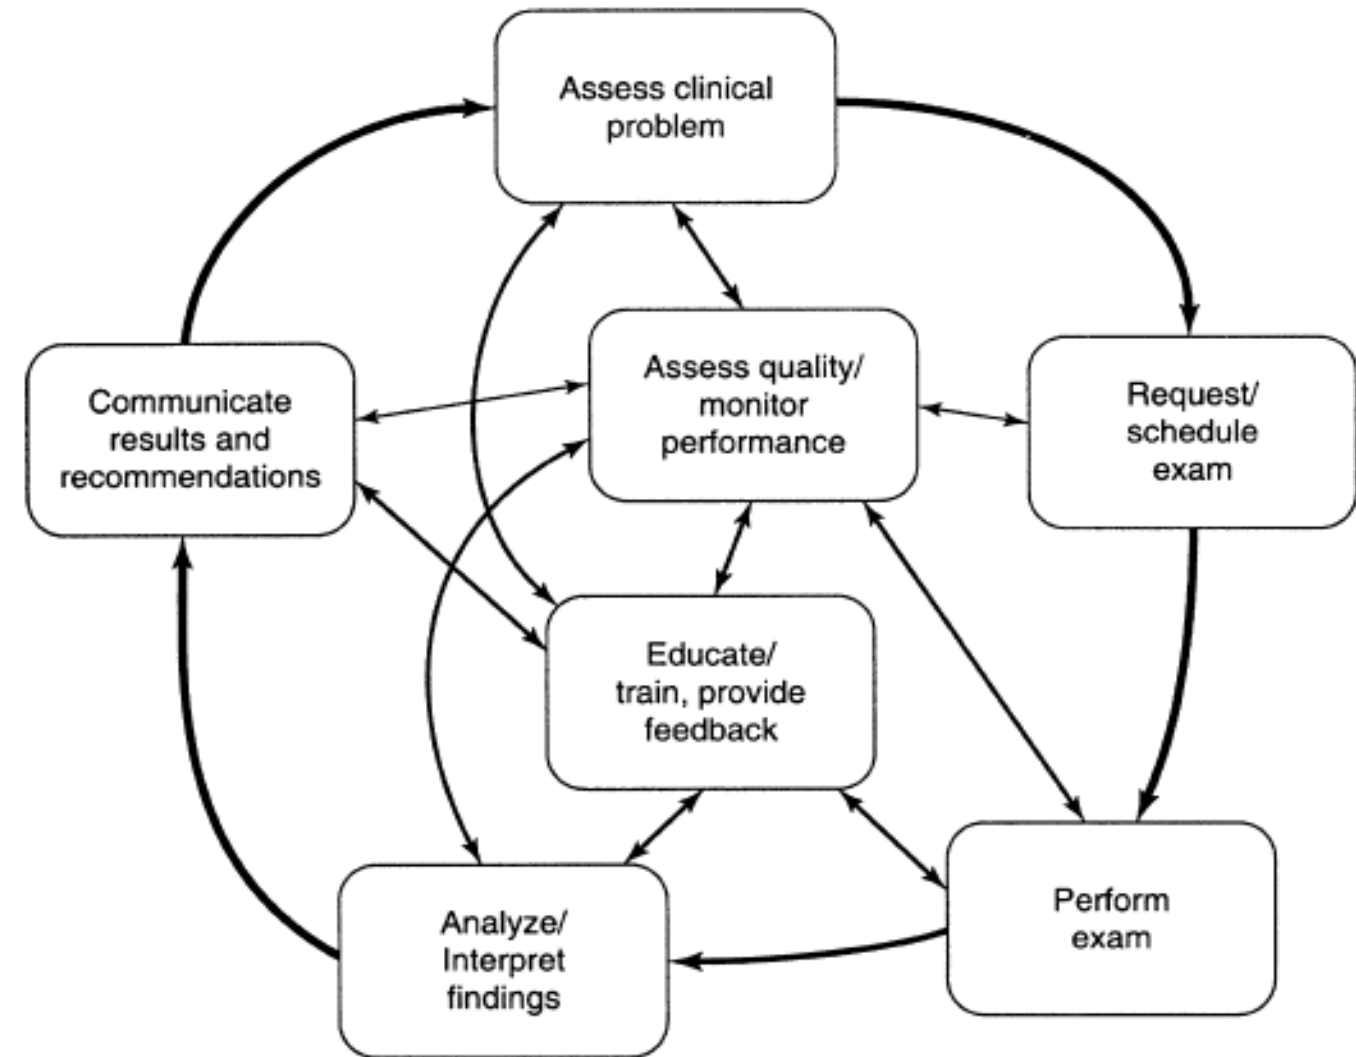 Assess clinical
problem
Assess quality/
monitor
performance
Request/
schedule
exam
Communicate
results and
recommendations
Educate/
train, provide
feedback
Perform
exam
Analyze/
Interpret
findings